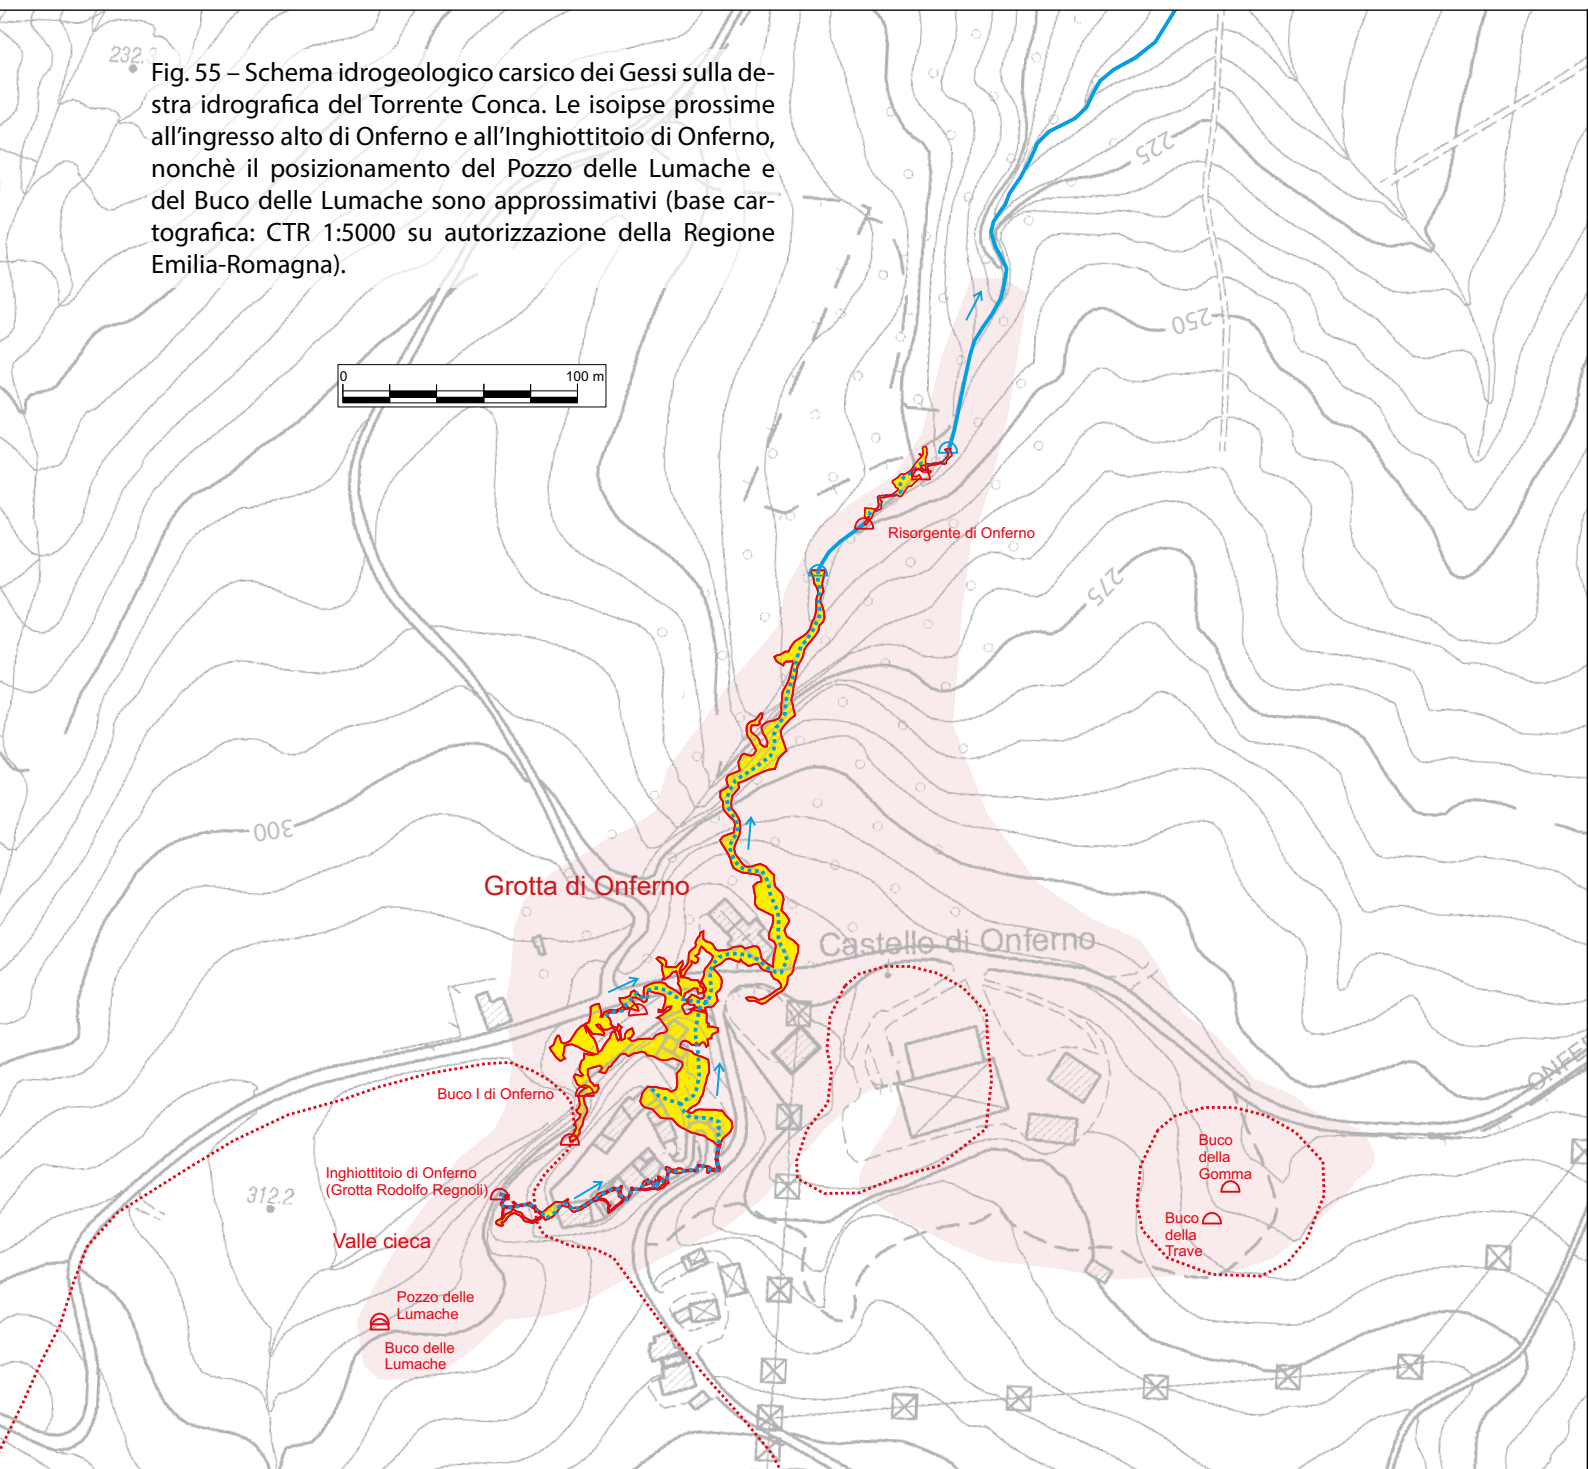 232.3
Fig. 55 – Schema idrogeologico carsico dei Gessi sulla de-
stra idrografica del Torrente Conca. Le isoipse prossime
all'ingresso alto di Onferno e all'Inghiottitoio di Onferno,
nonchè il posizionamento del Pozzo delle Lumache e
del Buco delle Lumache sono approssimativi (base car-
tografica: CTR 1:5000 su autorizzazione della Regione
Emilia-Romagna).
225
250
0 100 m
Risorgente di Onferno
275
300
Grotta di Onferno
Castello di Onferno
Buco I di Onferno
Inghiottitoio di Onferno
(Grotta Rodolfo Regnoli)
312.2
Valle cieca
Pozzo delle
Lumache
Buco delle
Lumache
Buco
della
Gomma
Buco
della
Trave